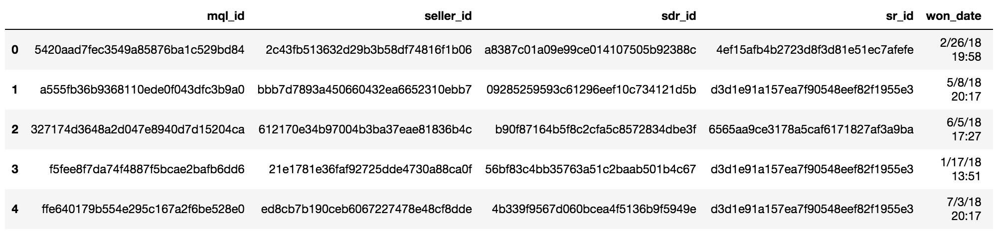 mql_id seller_id sdr_id sr_id won_date
0 5420aad7fec3549a85876ba1c529bd84 2c43fb513632d29b3b58df74816f1b06 a8387c01a09e99ce014107505b92388c 4ef15afb4b2723d8f3d81e51ec7afefe 2/26/18
19:58
1 a555fb36b9368110ede0f043dfc3b9a0 bbb7d7893a450660432ea6652310ebb7 09285259593c61296eef10c734121d5b d3d1e91a157ea7f90548eef82f1955e3 5/8/18
20:17
2 327174d3648a2d047e8940d7d15204ca 612170e34b97004b3ba37eae81836b4c b90f87164b5f8c2cfa5c8572834dbe3f 6565aa9ce3178a5caf6171827af3a9ba 6/5/18
17:27
3 f5fee8f7da74f4887f5bcae2bafb6dd6 21e1781e36faf92725dde4730a88ca0f 56bf83c4bb35763a51c2baab501b4c67 d3d1e91a157ea7f90548eef82f1955e3 1/17/18
13:51
4 ffe640179b554e295c167a2f6be528e0 ed8cb7b190ceb6067227478e48cf8dde 4b339f9567d060bcea4f5136b9f5949e d3d1e91a157ea7f90548eef82f1955e3 7/3/18
20:17